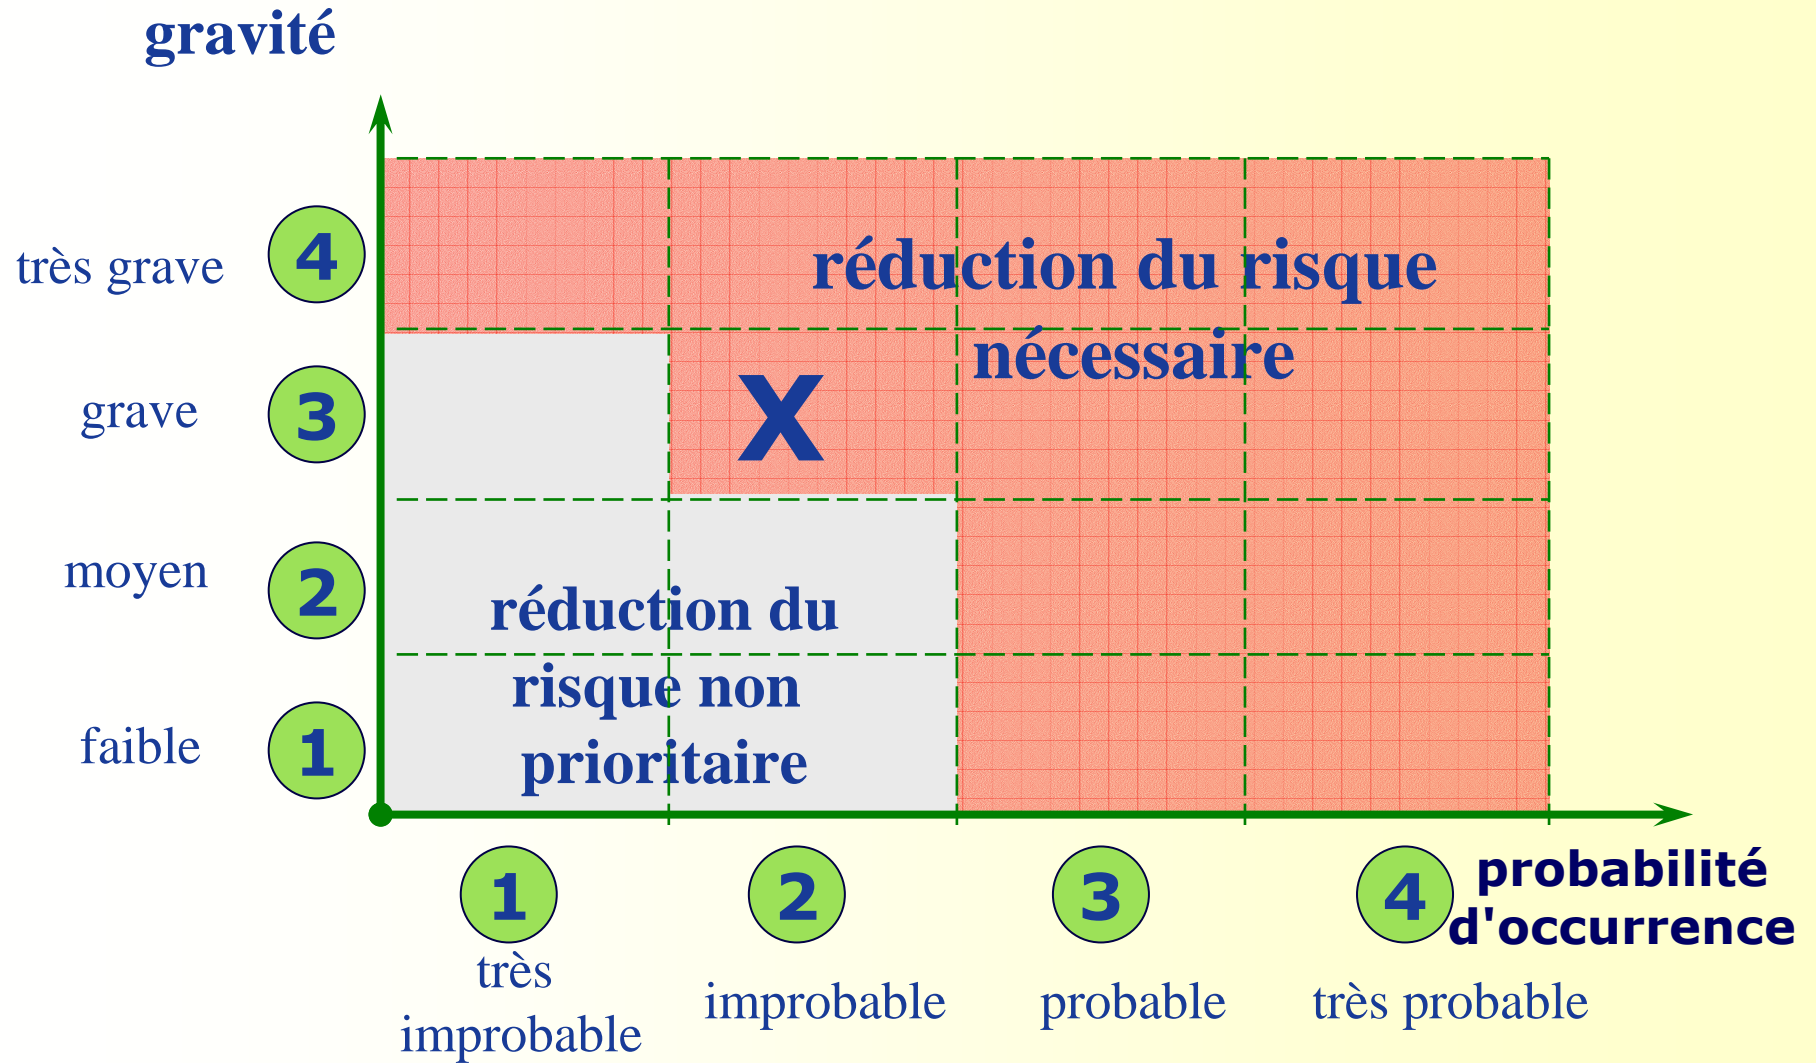 gravité
très grave
4
réduction du risque
nécessaire
grave
3
X
moyen
2
réduction du
risque non
prioritaire
faible
1
1
2
3
4
probabilité
d'occurrence
très
improbable
improbable
probable
très probable